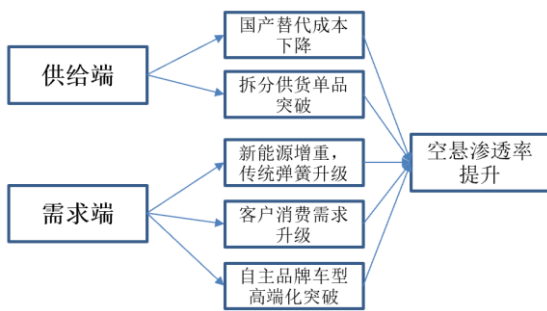 供给端
国产替代成本
下降
拆分供货单品
突破
需求端
新能源增重，
传统弹簧升级
客户消费需求
升级
自主品牌车型
高端化突破
空悬渗透率
提升